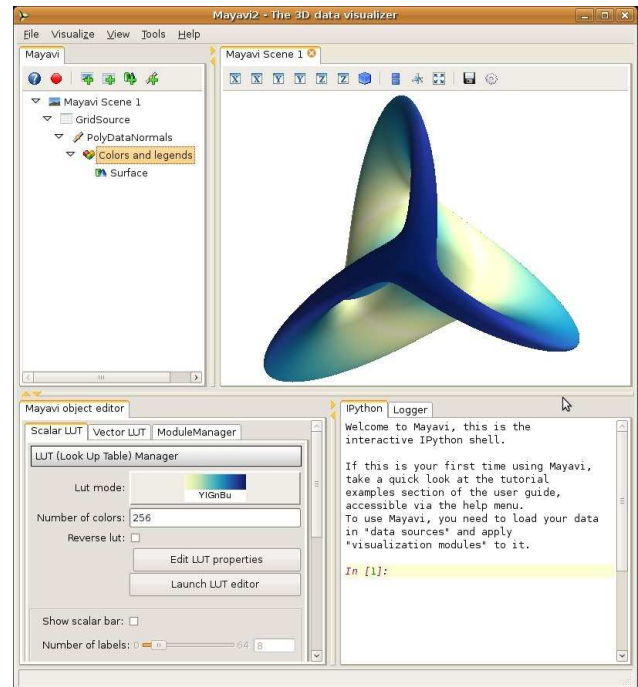 Mayavi2 - The 3D data visualizer
File Visualize View Tools Help
Mayavi
Mayavi Scene 1
X X Y Y Z Z
Mayavi Scene 1
GridSource
PolyDataNormals
Colors and legends
Surface
Mayavi object editor
Scalar LUT Vector LUT ModuleManager
LUT (Look Up Table) Manager
Lut mode:
YlGnBu
Number of colors: 256
Reverse lut:
Edit LUT properties
Launch LUT editor
Show scalar bar:
Number of labels: 0 64 8
IPython Logger
Welcome to Mayavi, this is the
interactive IPython shell.
If this is your first time using Mayavi,
take a quick look at the tutorial
examples section of the user guide,
accessible via the help menu.
To use Mayavi, you need to load your data
in "data sources" and apply
"visualization modules" to it.
In [1]: